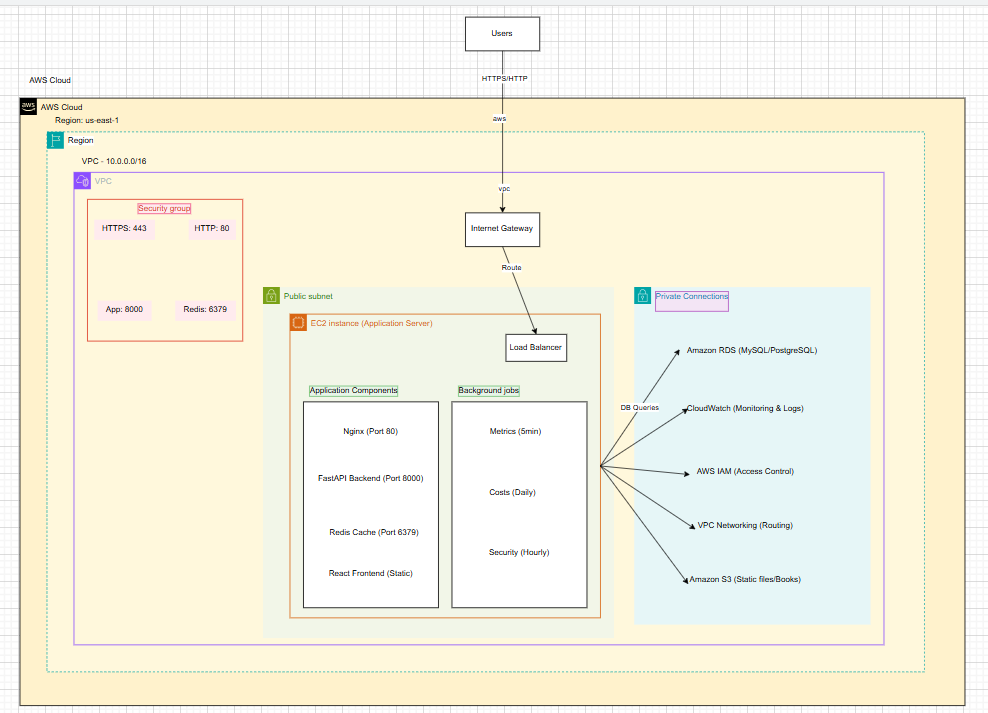 Users
HTTPS/HTTP
AWS Cloud
aws
AWS Cloud
Region: us-east-1
aws
Region
VPC - 10.0.0.0/16
VPC
vpc
Security group
HTTPS: 443
HTTP: 80
App: 8000
Redis: 6379
Internet Gateway
Route
Public subnet
EC2 instance (Application Server)
Load Balancer
Application Components
Nginx (Port 80)
FastAPI Backend (Port 8000)
Redis Cache (Port 6379)
React Frontend (Static)
Background jobs
Metrics (5min)
Costs (Daily)
Security (Hourly)
Private Connections
DB Queries
Amazon RDS (MySQL/PostgreSQL)
CloudWatch (Monitoring & Logs)
AWS IAM (Access Control)
VPC Networking (Routing)
Amazon S3 (Static files/Books)